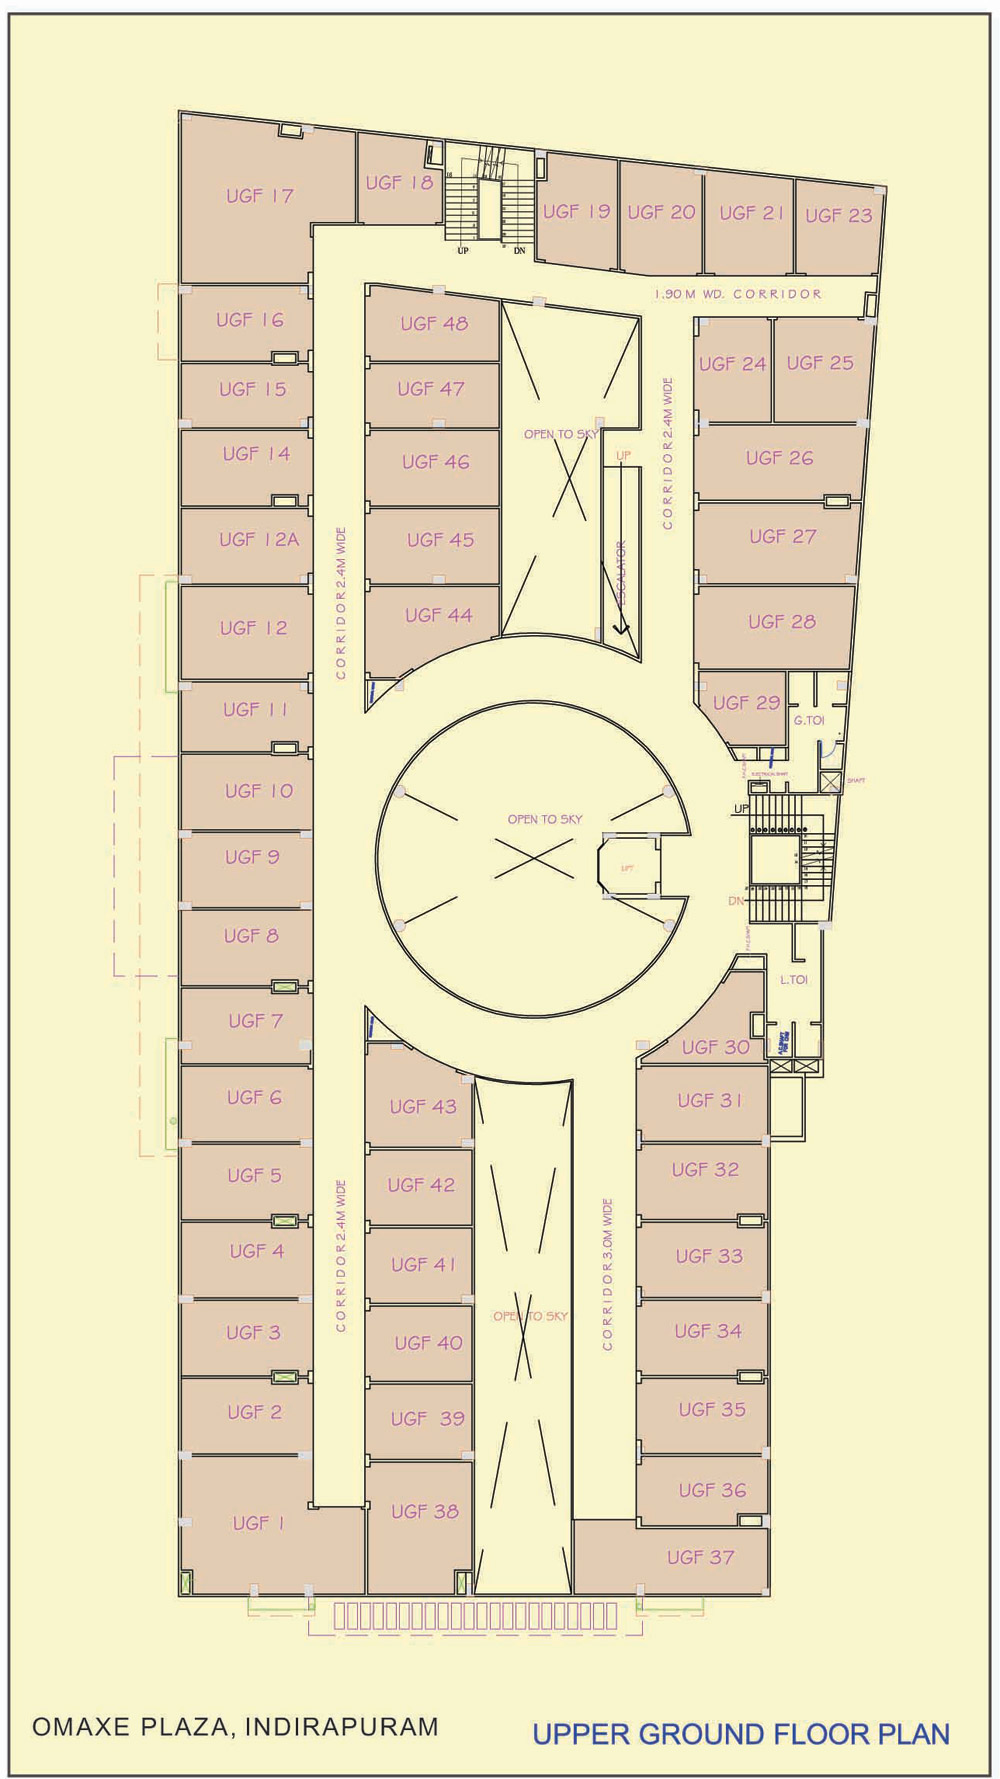 UGF 17
UGF 18
UP
DN
UGF 19
UGF 20
UGF 21
UGF 23
1.90 M WD. CORRIDOR
UGF 16
UGF 48
UGF 24
UGF 25
UGF 15
UGF 47
CORRIDOR 2.4M WIDE
OPEN TO SKY
UGF 14
UGF 46
UP
UGF 26
UGF 12A
UGF 45
ESCALATOR
UGF 27
CORRIDOR 2.4M WIDE
UGF 12
UGF 44
UGF 28
UGF 11
UGF 29
G.TOI
ELECTRICAL SHAFT
SHAFT
UGF 10
OPEN TO SKY
UP
UGF 9
LIFT
DN
UGF 8
L.TOI
UGF 7
UGF 30
UGF 6
UGF 43
UGF 31
UGF 5
UGF 42
UGF 32
CORRIDOR 2.4M WIDE
CORRIDOR 3.0M WIDE
UGF 4
UGF 41
UGF 33
OPEN TO SKY
UGF 3
UGF 40
UGF 34
UGF 2
UGF 39
UGF 35
UGF 1
UGF 38
UGF 36
UGF 37
OMAXE PLAZA, INDIRAPURAM
UPPER GROUND FLOOR PLAN